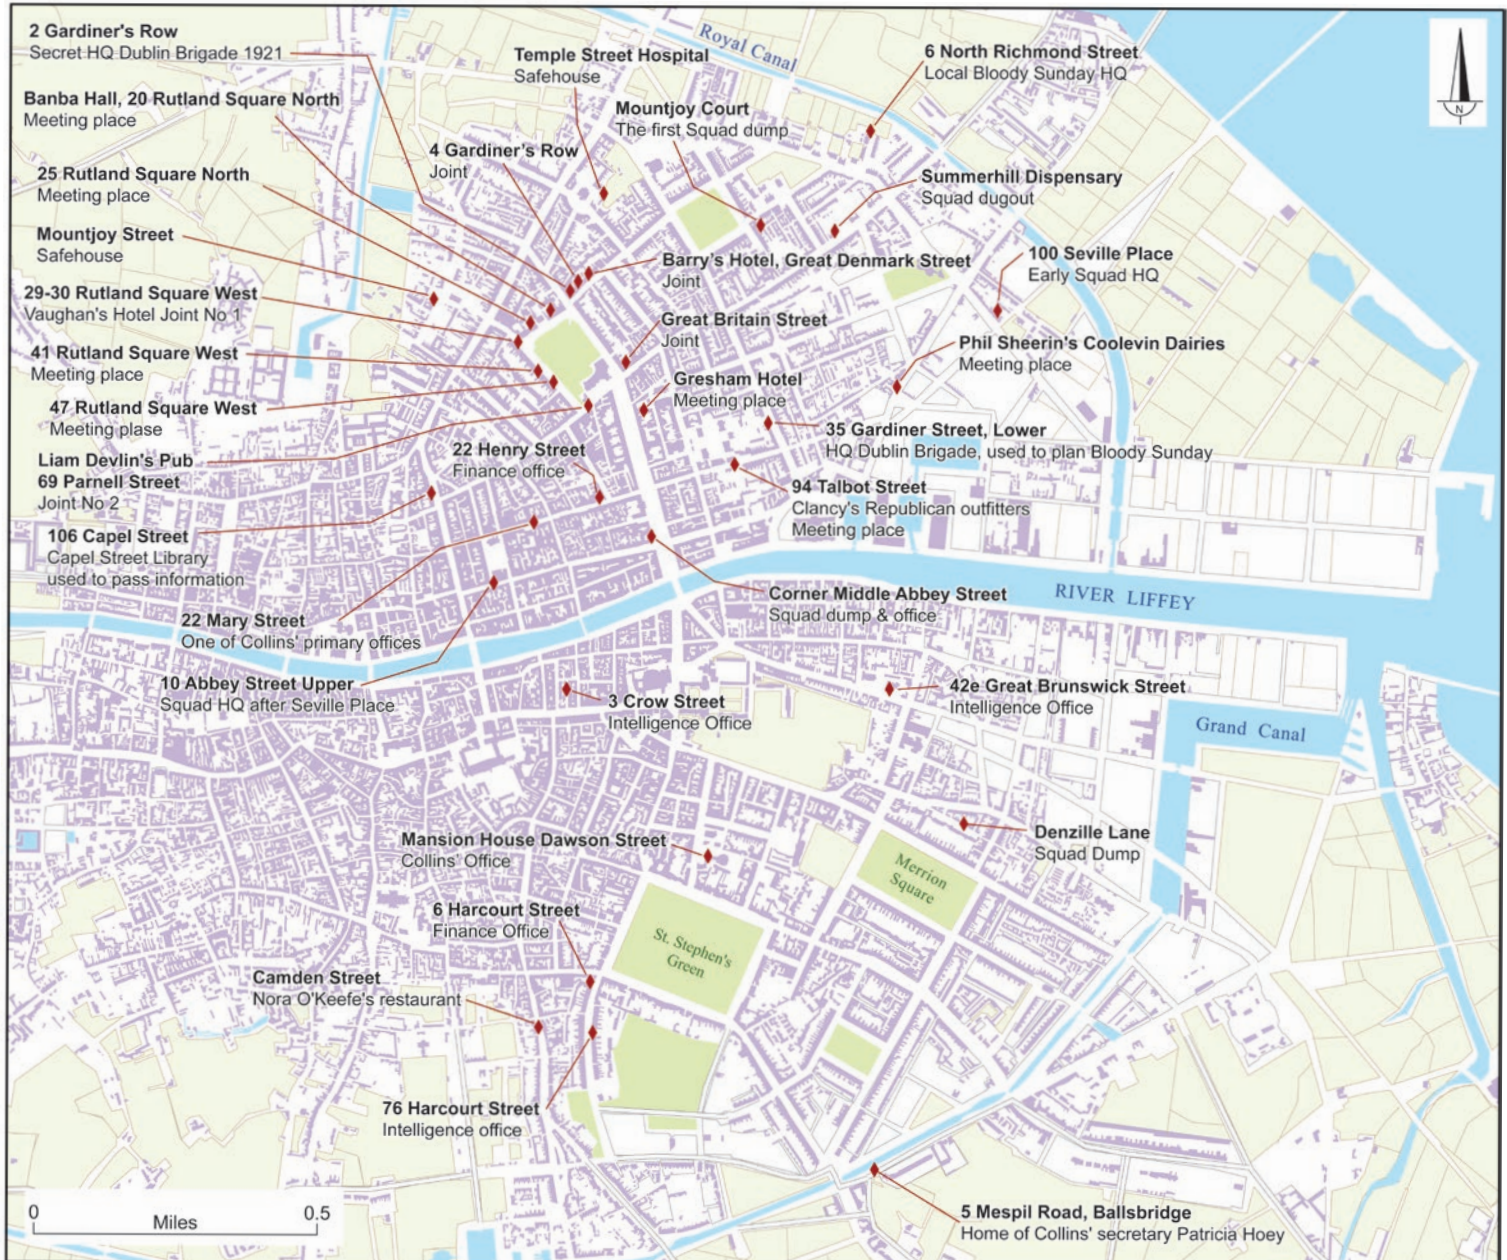 2 Gardiner's Row
Secret HQ Dublin Brigade 1921
Royal Canal
Temple Street Hospital
Safehouse
6 North Richmond Street
Local Bloody Sunday HQ
N
Banba Hall, 20 Rutland Square North
Meeting place
Mountjoy Court
The first Squad dump
4 Gardiner's Row
Joint
25 Rutland Square North
Meeting place
Summerhill Dispensary
Squad dugout
Mountjoy Street
Safehouse
Barry's Hotel, Great Denmark Street
Joint
100 Seville Place
Early Squad HQ
29-30 Rutland Square West
Vaughan's Hotel Joint No 1
Great Britain Street
Joint
41 Rutland Square West
Meeting place
Phil Sheerin's Coolevin Dairies
Meeting place
Gresham Hotel
Meeting place
47 Rutland Square West
Meeting plase
35 Gardiner Street, Lower
HQ Dublin Brigade, used to plan Bloody Sunday
Liam Devlin's Pub
69 Parnell Street
Joint No 2
22 Henry Street
Finance office
94 Talbot Street
Clancy's Republican outfitters
Meeting place
106 Capel Street
Capel Street Library
used to pass information
Corner Middle Abbey Street
Squad dump & office
RIVER LIFFEY
22 Mary Street
One of Collins' primary offices
10 Abbey Street Upper
Squad HQ after Seville Place
3 Crow Street
Intelligence Office
42e Great Brunswick Street
Intelligence Office
Grand Canal
Mansion House Dawson Street
Collins' Office
Denzille Lane
Squad Dump
Merrion
Square
6 Harcourt Street
Finance Office
St. Stephen's
Green
Camden Street
Nora O'Keefe's restaurant
76 Harcourt Street
Intelligence office
5 Mespil Road, Ballsbridge
Home of Collins' secretary Patricia Hoey
0 0.5
Miles